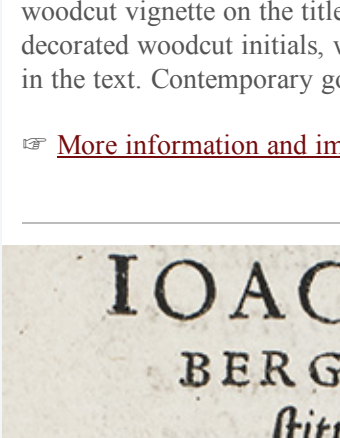 woodcut vignette on the title
decorated woodcut initials, w
in the text. Contemporary go
☞ More information and im
IOAC
BERG
ſtit